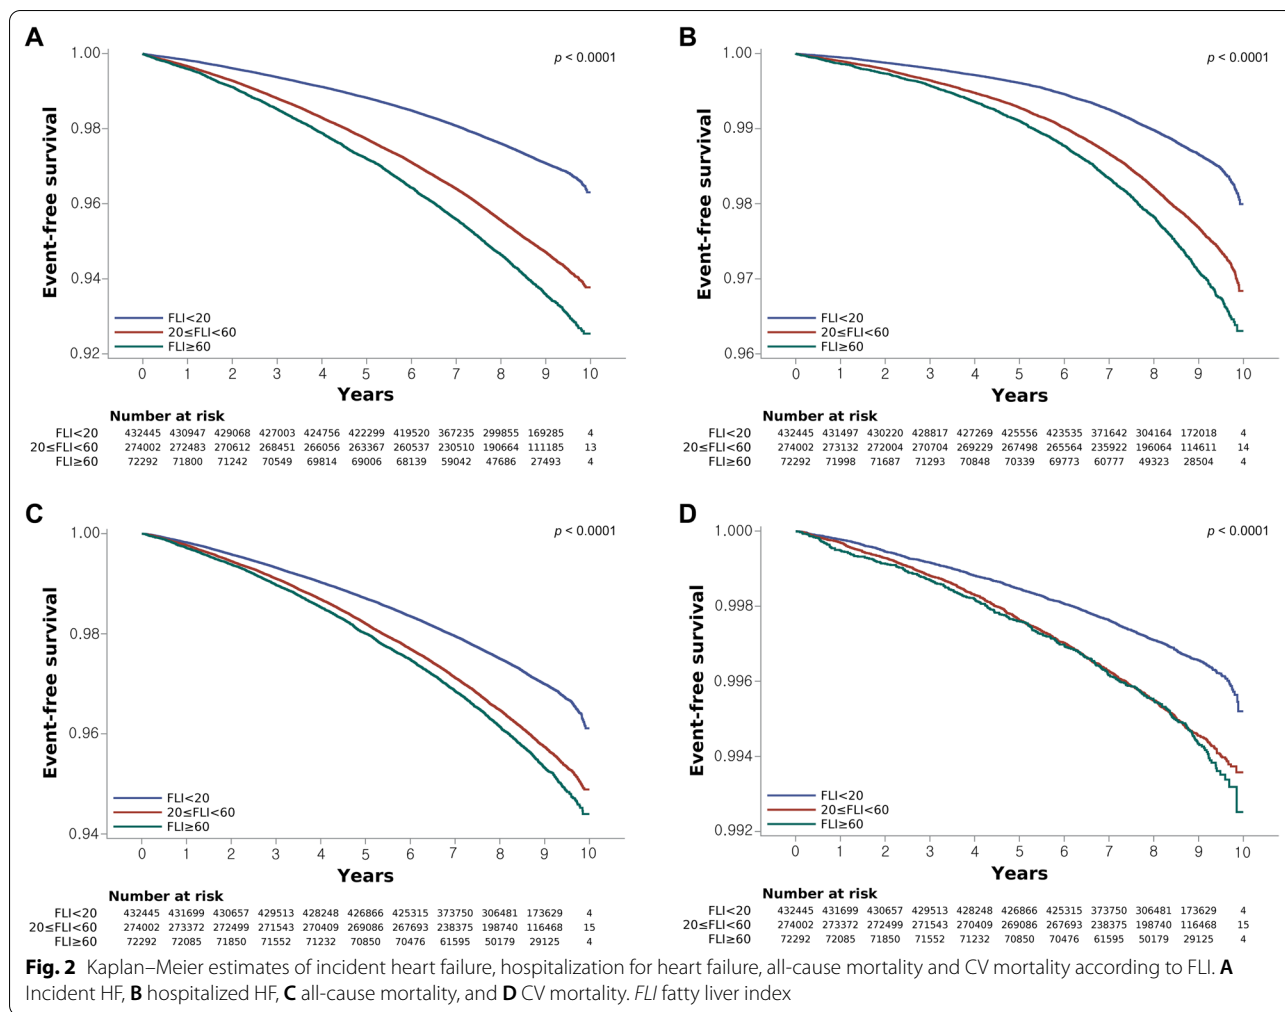 A
p < 0.0001
1.00
0.98
0.96
0.94
0.92
Event-free survival
FLI<20
20≤FLI<60
FLI≥60
0 1 2 3 4 5 6 7 8 9 10
Years
Number at risk
FLI<20 432445 430947 429068 427003 424756 422299 419520 367235 299855 169285 4
20≤FLI<60 274002 272483 270612 268451 266056 263367 260537 230510 190664 111185 13
FLI≥60 72292 71800 71242 70549 69814 69006 68139 59042 47686 27493 4
B
p < 0.0001
1.00
0.99
0.98
0.97
0.96
Event-free survival
FLI<20
20≤FLI<60
FLI≥60
0 1 2 3 4 5 6 7 8 9 10
Years
Number at risk
FLI<20 432445 431497 430220 428817 427269 425556 423535 371642 304164 172018 4
20≤FLI<60 274002 273132 272004 270704 269229 267498 265564 235922 196064 114611 14
FLI≥60 72292 71998 71687 71293 70848 70339 69773 60777 49323 28504 4
C
p < 0.0001
1.00
0.98
0.96
0.94
Event-free survival
FLI<20
20≤FLI<60
FLI≥60
0 1 2 3 4 5 6 7 8 9 10
Years
Number at risk
FLI<20 432445 431699 430657 429513 428248 426866 425315 373750 306481 173629 4
20≤FLI<60 274002 273372 272499 271543 270409 269086 267693 238375 198740 116468 15
FLI≥60 72292 72085 71850 71552 71232 70850 70476 61595 50179 29125 4
D
p < 0.0001
1.000
0.998
0.996
0.994
0.992
Event-free survival
FLI<20
20≤FLI<60
FLI≥60
0 1 2 3 4 5 6 7 8 9 10
Years
Number at risk
FLI<20 432445 431699 430657 429513 428248 426866 425315 373750 306481 173629 4
20≤FLI<60 274002 273372 272499 271543 270409 269086 267693 238375 198740 116468 15
FLI≥60 72292 72085 71850 71552 71232 70850 70476 61595 50179 29125 4
Fig. 2 Kaplan–Meier estimates of incident heart failure, hospitalization for heart failure, all-cause mortality and CV mortality according to FLI. A
Incident HF, B hospitalized HF, C all-cause mortality, and D CV mortality. FLI fatty liver index